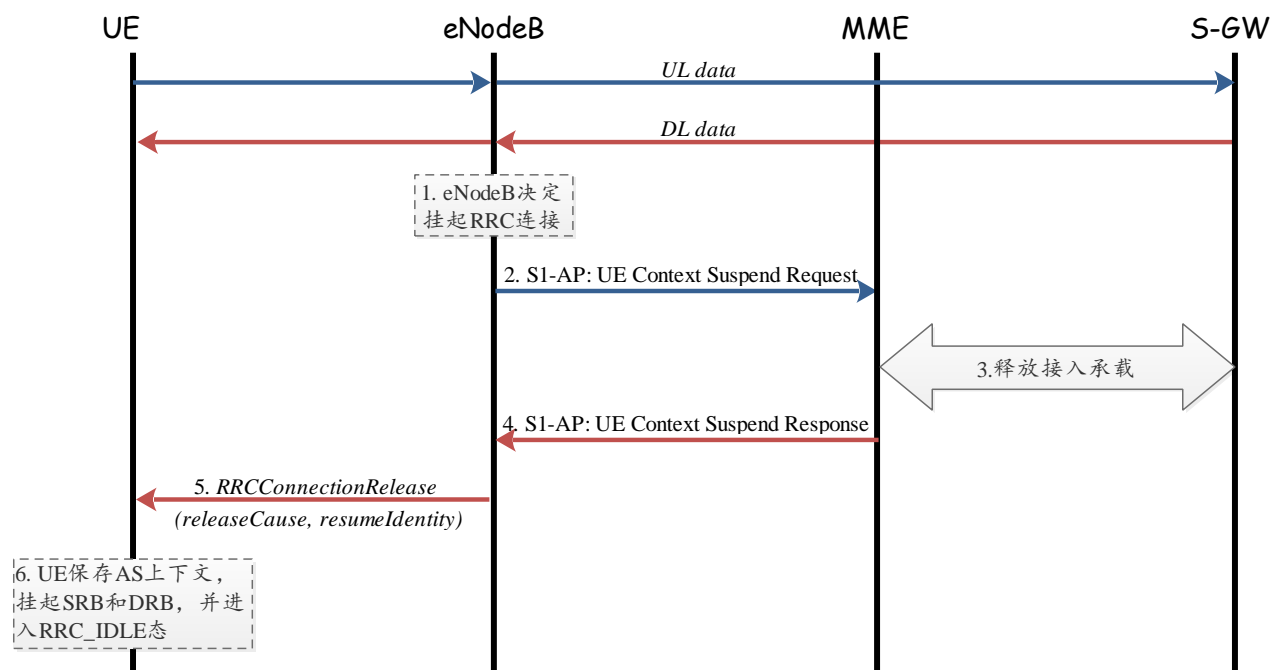 UE eNodeB MME S-GW
UL data
DL data
1. eNodeB决定
挂起RRC连接
2. S1-AP: UE Context Suspend Request
3.释放接入承载
4. S1-AP: UE Context Suspend Response
5. RRCConnectionRelease
(releaseCause, resumeIdentity)
6. UE保存AS上下文，
挂起SRB和DRB，并进
入RRC_IDLE态